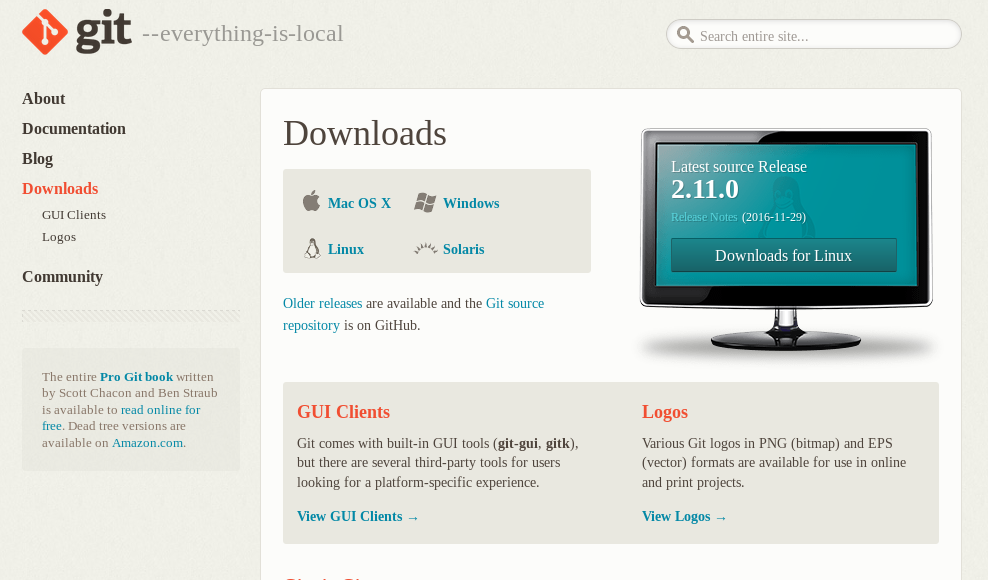 git --everything-is-local
Search entire site...
About
Documentation
Blog
Downloads
GUI Clients
Logos
Community
The entire Pro Git book written
by Scott Chacon and Ben Straub
is available to read online for
free. Dead tree versions are
available on Amazon.com.
Downloads
Mac OS X
Windows
Linux
Solaris
Older releases are available and the Git source
repository is on GitHub.
Latest source Release
2.11.0
Release Notes (2016-11-29)
Downloads for Linux
GUI Clients
Git comes with built-in GUI tools (git-gui, gitk),
but there are several third-party tools for users
looking for a platform-specific experience.
View GUI Clients →
Logos
Various Git logos in PNG (bitmap) and EPS
(vector) formats are available for use in online
and print projects.
View Logos →